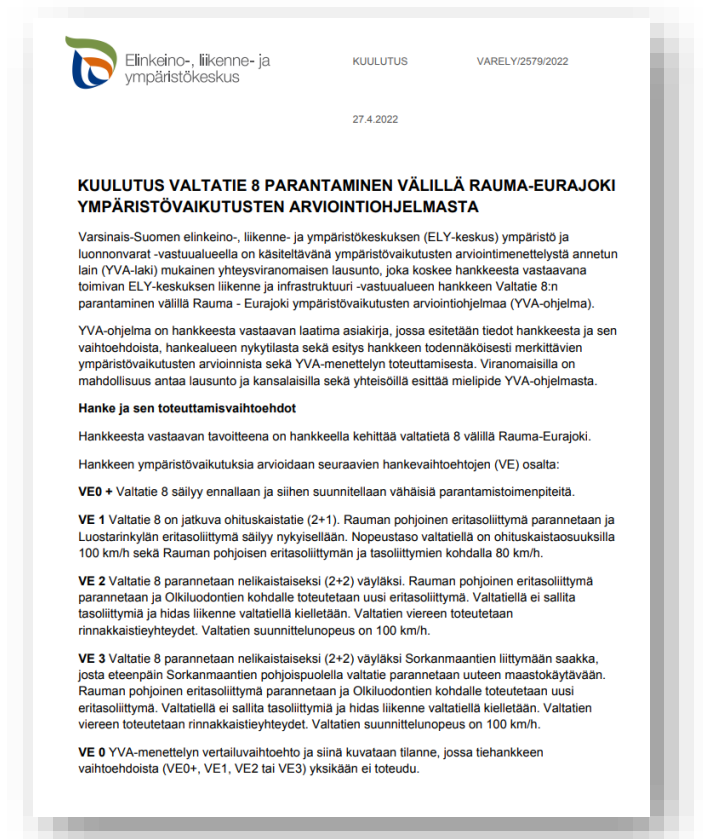 Elinkeino-, liikenne- ja
ympäristökeskus
KUULUTUS
VARELY/2579/2022
27.4.2022
KUULUTUS VALTATIE 8 PARANTAMINEN VÄLILLÄ RAUMA-EURAJOKI
YMPÄRISTÖVAIKUTUSTEN ARVIOINTIOHJELMASTA
Varsinais-Suomen elinkeino-, liikenne- ja ympäristökeskuksen (ELY-keskus) ympäristö ja
luonnonvarat -vastuualueella on käsiteltävänä ympäristövaikutusten arviointimenettelystä annetun
lain (YVA-laki) mukainen yhteysviranomaisen lausunto, joka koskee hankkeesta vastaavana
toimivan ELY-keskuksen liikenne ja infrastruktuuri -vastuualueen hankkeen Valtatie 8:n
parantaminen välillä Rauma - Eurajoki ympäristövaikutusten arviointiohjelmaa (YVA-ohjelma).
YVA-ohjelma on hankkeesta vastaavan laatima asiakirja, jossa esitetään tiedot hankkeesta ja sen
vaihtoehdoista, hankealueen nykytilasta sekä esitys hankkeen todennäköisesti merkittävien
ympäristövaikutusten arvioinnista sekä YVA-menettelyn toteuttamisesta. Viranomaisilla on
mahdollisuus antaa lausunto ja kansalaisilla sekä yhteisöillä esittää mielipide YVA-ohjelmasta.
Hanke ja sen toteuttamisvaihtoehdot
Hankkeesta vastaavan tavoitteena on hankkeella kehittää valtatietä 8 välillä Rauma-Eurajoki.
Hankkeen ympäristövaikutuksia arvioidaan seuraavien hankevaihtoehtojen (VE) osalta:
VE0 + Valtatie 8 säilyy ennallaan ja siihen suunnitellaan vähäisiä parantamistoimenpiteitä.
VE 1 Valtatie 8 on jatkuva ohituskaistatie (2+1). Rauman pohjoinen eritasoliittymä parannetaan ja
Luostarinkylän eritasoliittymä säilyy nykyisellään. Nopeustaso valtatiellä on ohituskaistaosuuksilla
100 km/h sekä Rauman pohjoisen eritasoliittymän ja tasoliittymien kohdalla 80 km/h.
VE 2 Valtatie 8 parannetaan nelikaistaiseksi (2+2) väyläksi. Rauman pohjoinen eritasoliittymä
parannetaan ja Olkiluodontien kohdalle toteutetaan uusi eritasoliittymä. Valtatiellä ei sallita
tasoliittymiä ja hidas liikenne valtatiellä kielletään. Valtatien viereen toteutetaan
rinnakkaistieyhteydet. Valtatien suunnittelunopeus on 100 km/h.
VE 3 Valtatie 8 parannetaan nelikaistaiseksi (2+2) väyläksi Sorkanmaantien liittymään saakka,
josta eteenpäin Sorkanmaantien pohjoispuolella valtatie parannetaan uuteen maastokäytävään.
Rauman pohjoinen eritasoliittymä parannetaan ja Olkiluodontien kohdalle toteutetaan uusi
eritasoliittymä. Valtatiellä ei sallita tasoliittymiä ja hidas liikenne valtatiellä kielletään. Valtatien
viereen toteutetaan rinnakkaistieyhteydet. Valtatien suunnittelunopeus on 100 km/h.
VE 0 YVA-menettelyn vertailuvaihtoehto ja siinä kuvataan tilanne, jossa tiehankkeen
vaihtoehdoista (VE0+, VE1, VE2 tai VE3) yksikään ei toteudu.